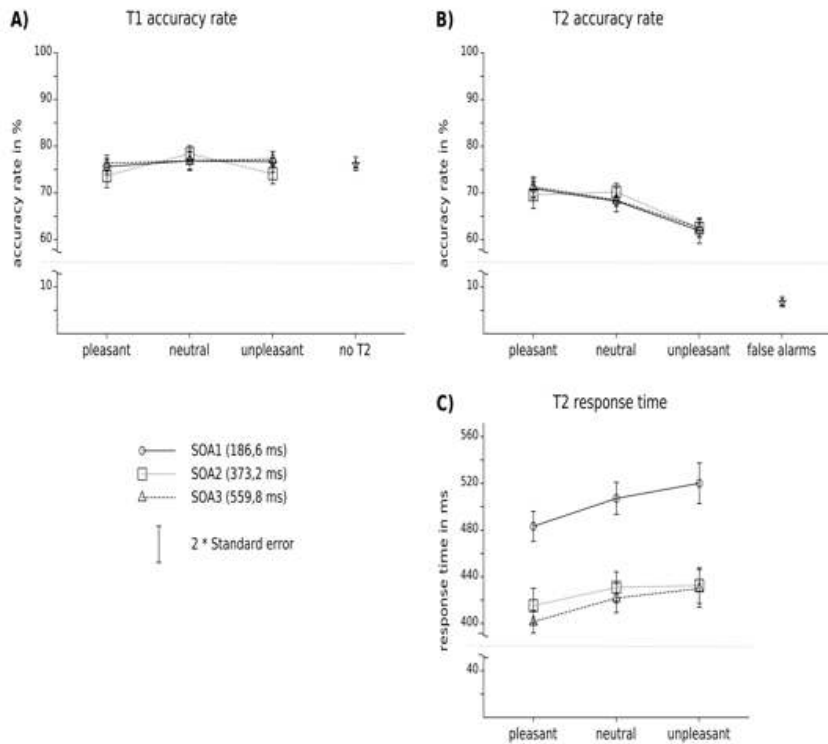 A)
T1 accuracy rate
accuracy rate in %
100
90
80
70
60
10
pleasant
neutral
unpleasant
no T2
B)
T2 accuracy rate
accuracy rate in %
100
90
80
70
60
10
pleasant
neutral
unpleasant
false alarms
SOA1 (186,6 ms)
SOA2 (373,2 ms)
SOA3 (559,8 ms)
2 * Standard error
C)
T2 response time
response time in ms
560
520
480
440
400
40
pleasant
neutral
unpleasant